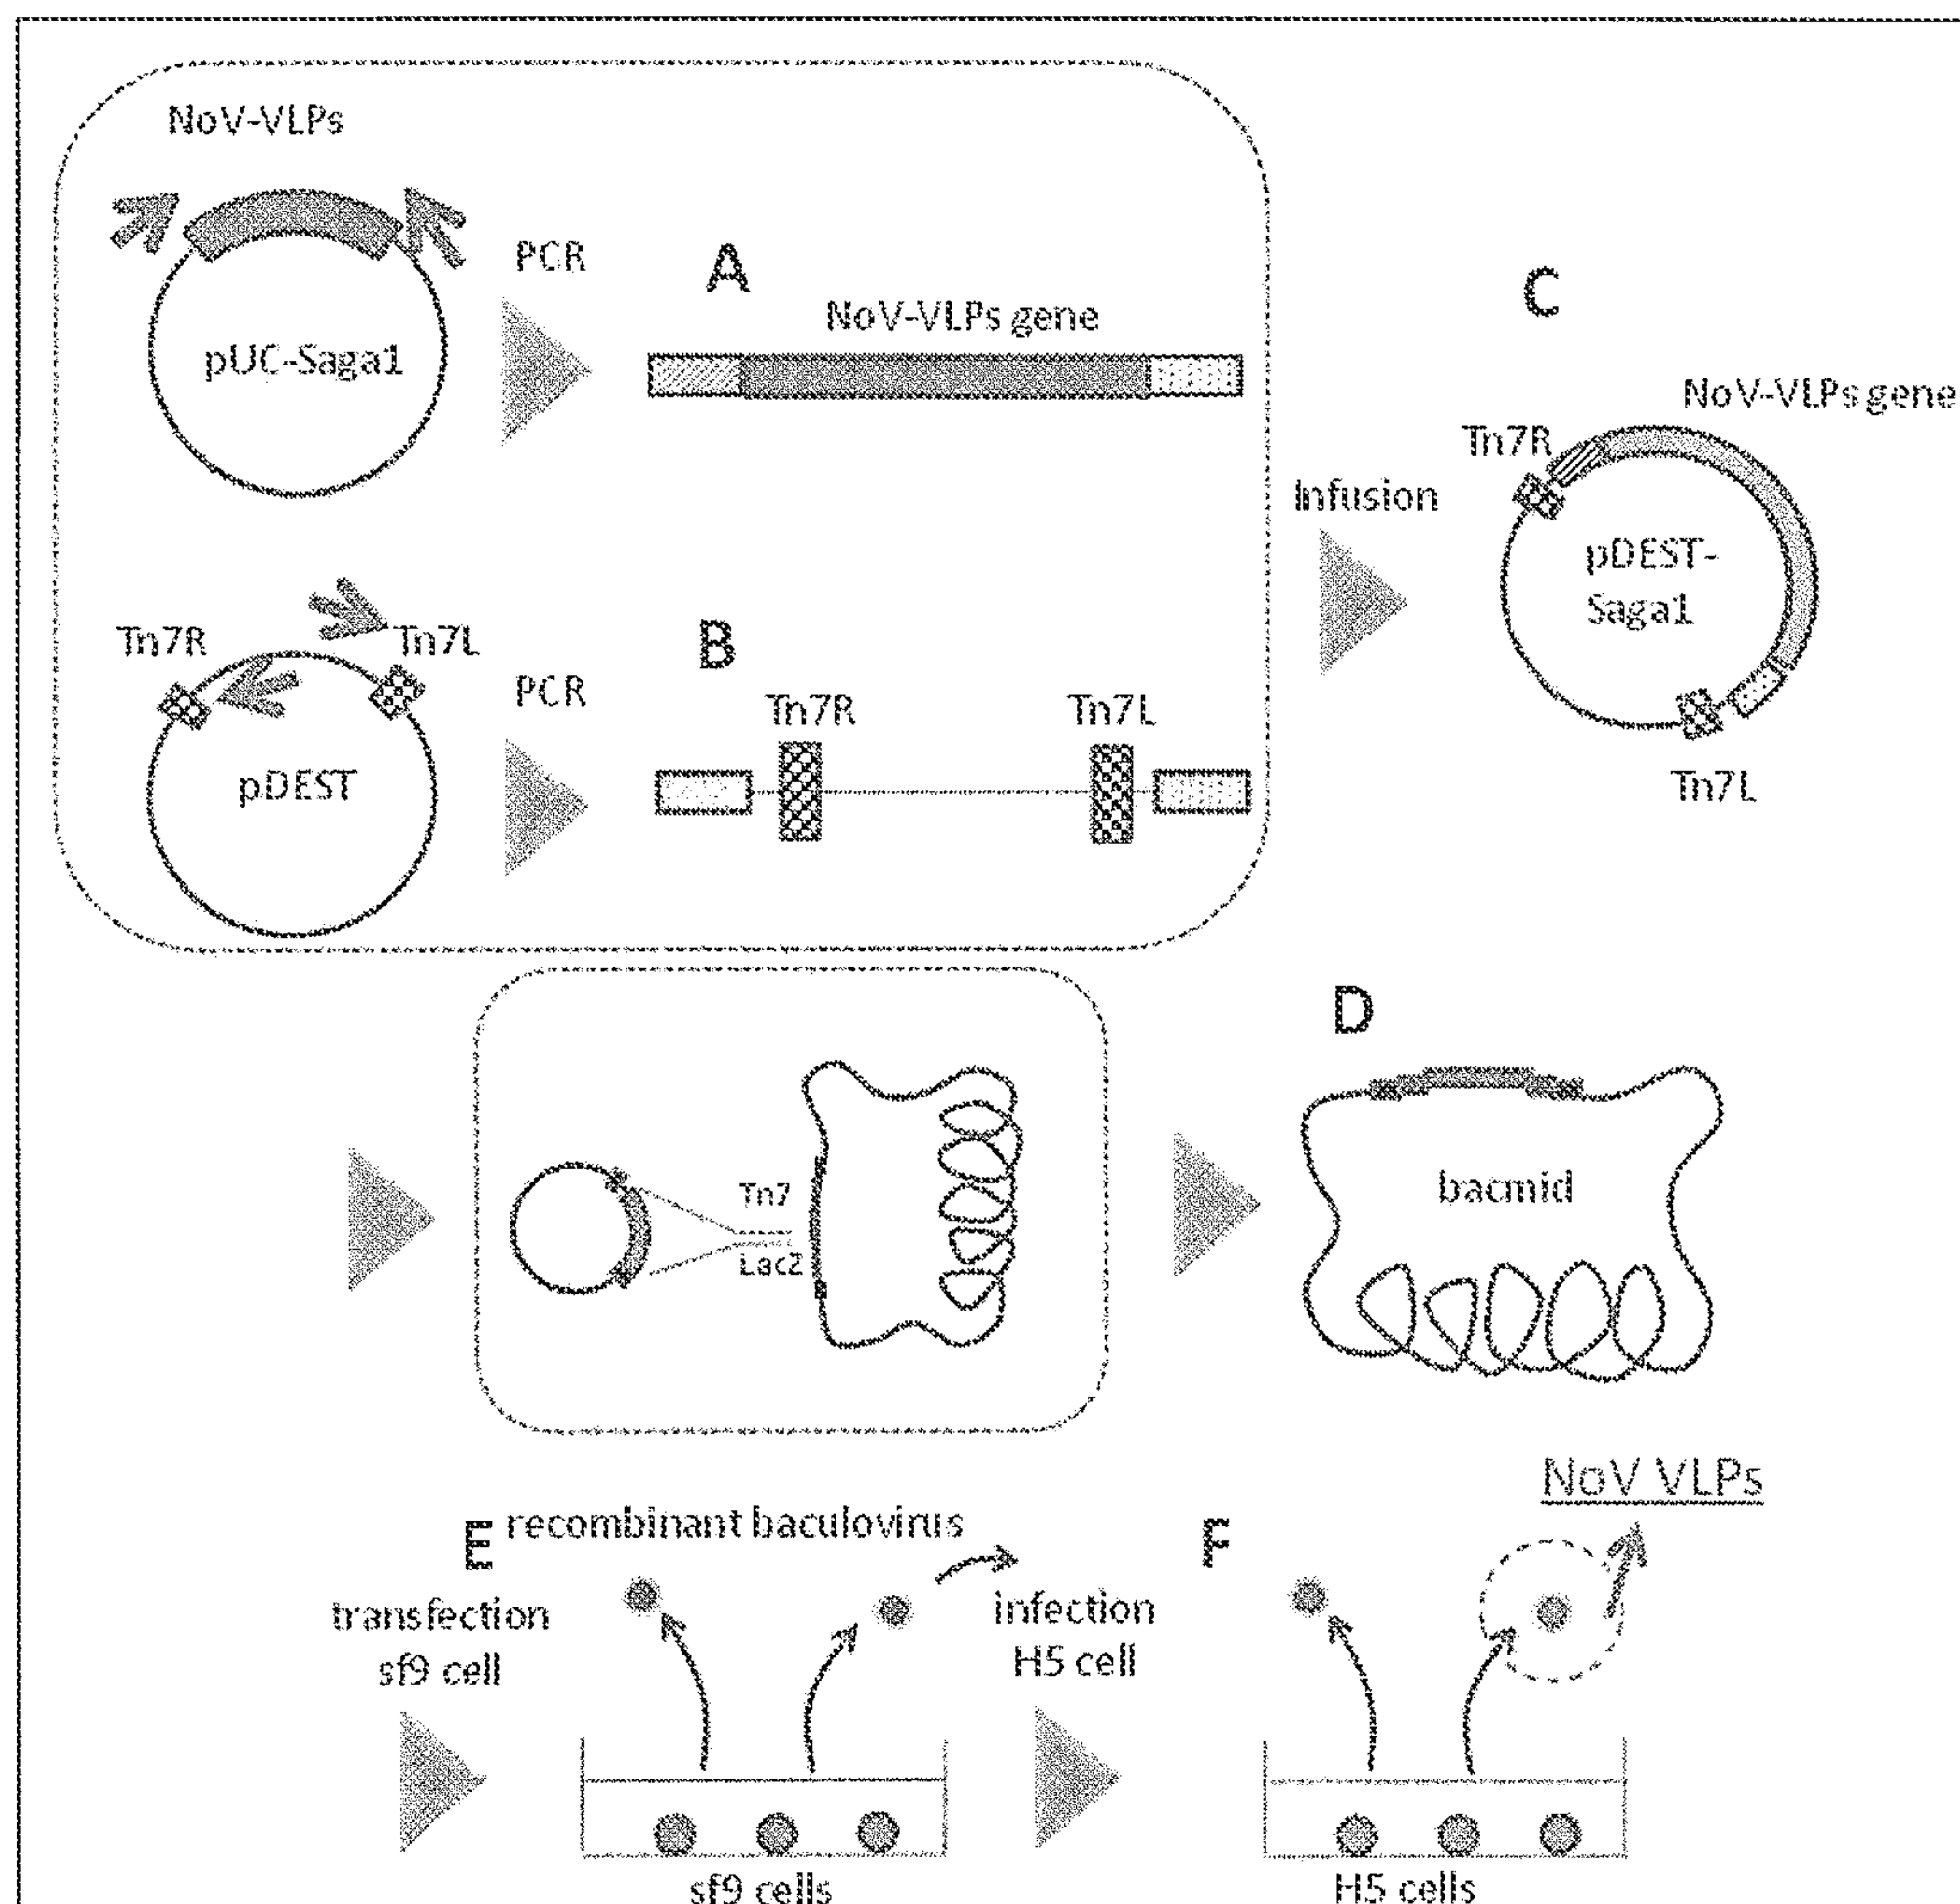 NoV-VLPs
PCR
A
NoV-VLPs gene
pUC-Saga1
C
NoV-VLPs gene
Tn7R
Infusion
pDEST-
Saga1
Tn7L
Tn7R
Tn7L
PCR
B
Tn7R
Tn7L
pDEST
D
Tn7
LacZ
bacmid
NoV VLPs
E
recombinant baculovirus
F
transfection
sf9 cell
infection
H5 cell
sf9 cells
H5 cells